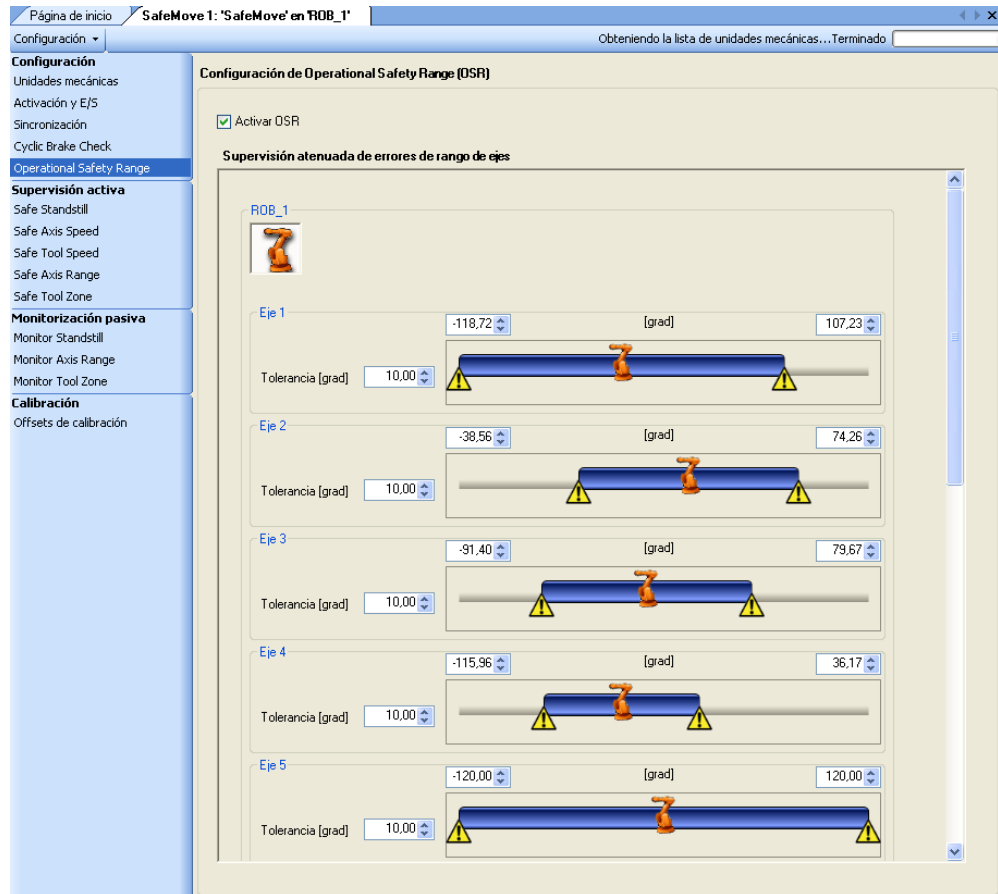 Página de inicio
SafeMove 1: 'SafeMove' en 'ROB_1'
Configuración
Obteniendo la lista de unidades mecánicas...Terminado
Configuración
Unidades mecánicas
Activación y E/S
Sincronización
Cyclic Brake Check
Operational Safety Range
Supervisión activa
Safe Standstill
Safe Axis Speed
Safe Tool Speed
Safe Axis Range
Safe Tool Zone
Monitorización pasiva
Monitor Standstill
Monitor Axis Range
Monitor Tool Zone
Calibración
Offsets de calibración
Configuración de Operational Safety Range (OSR)
Activar OSR
Supervisión atenuada de errores de rango de ejes
ROB_1
Eje 1
-118,72 [grad] 107,23
Tolerancia [grad] 10,00
Eje 2
-38,56 [grad] 74,26
Tolerancia [grad] 10,00
Eje 3
-91,40 [grad] 79,67
Tolerancia [grad] 10,00
Eje 4
-115,96 [grad] 36,17
Tolerancia [grad] 10,00
Eje 5
-120,00 [grad] 120,00
Tolerancia [grad] 10,00